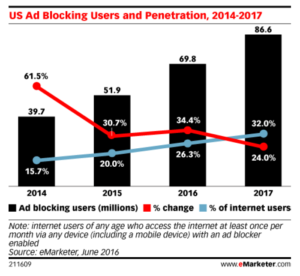 US Ad Blocking Users and Penetration, 2014-2017
86.6
69.8
61.5%
51.9
39.7
30.7%
34.4%
32.0%
15.7%
20.0%
26.3%
24.0%
2014 2015 2016 2017
Ad blocking users (millions) % change % of internet users
Note: internet users of any age who access the internet at least once per
month via any device (including a mobile device) with an ad blocker
enabled
Source: eMarketer, June 2016
211609 www.eMarketer.com